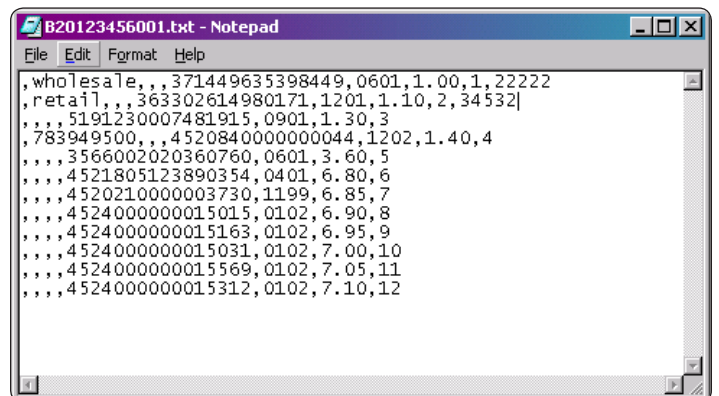 B20123456001.txt - Notepad
File Edit Format Help
,wholesale,,,371449635398449,0601,1.00,1,22222
,retail,,,363302614980171,1201,1.10,2,34532
,,,,5191230007481915,0901,1.30,3
,783949500,,,4520840000000044,1202,1.40,4
,,,,3566002020360760,0601,3.60,5
,,,,4521805123890354,0401,6.80,6
,,,,4520210000003730,1199,6.85,7
,,,,4524000000015015,0102,6.90,8
,,,,4524000000015163,0102,6.95,9
,,,,4524000000015031,0102,7.00,10
,,,,4524000000015569,0102,7.05,11
,,,,4524000000015312,0102,7.10,12